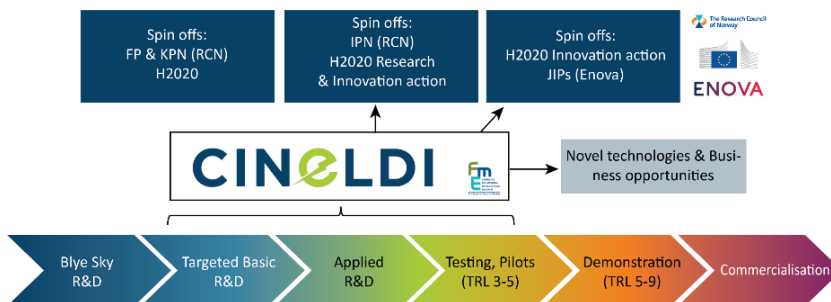 Spin offs:
FP & KPN (RCN)
H2020
Spin offs:
IPN (RCN)
H2020 Research
& Innovation action
Spin offs:
H2020 Innovation action
JIPs (Enova)
The Research Council
of Norway
ENOVA
CINELDI
FmE
Novel technologies & Busi-
ness opportunities
Blye Sky
R&D
Targeted Basic
R&D
Applied
R&D
Testing, Pilots
(TRL 3-5)
Demonstration
(TRL 5-9)
Commercialisation